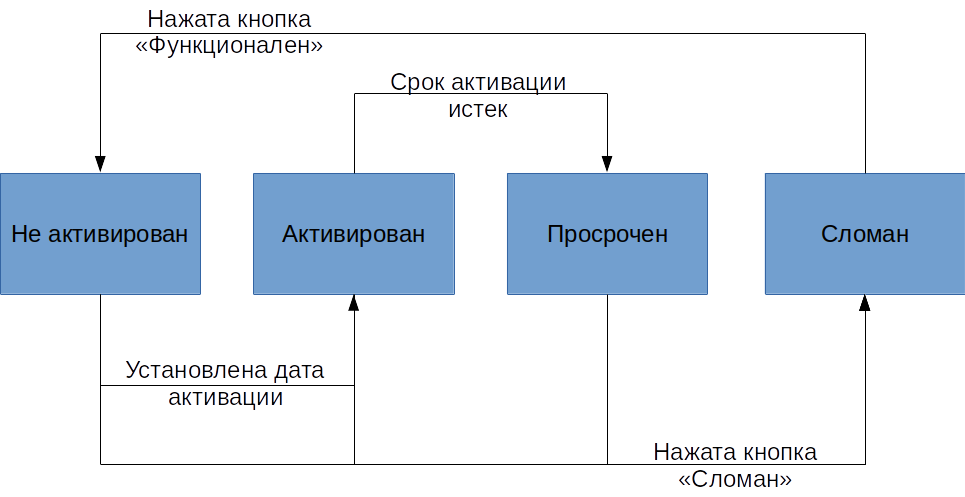 Нажата кнопка
«Функционален»
Срок активации
истек
Не активирован
Активирован
Просрочен
Сломан
Установлена дата
активации
Нажата кнопка
«Сломан»